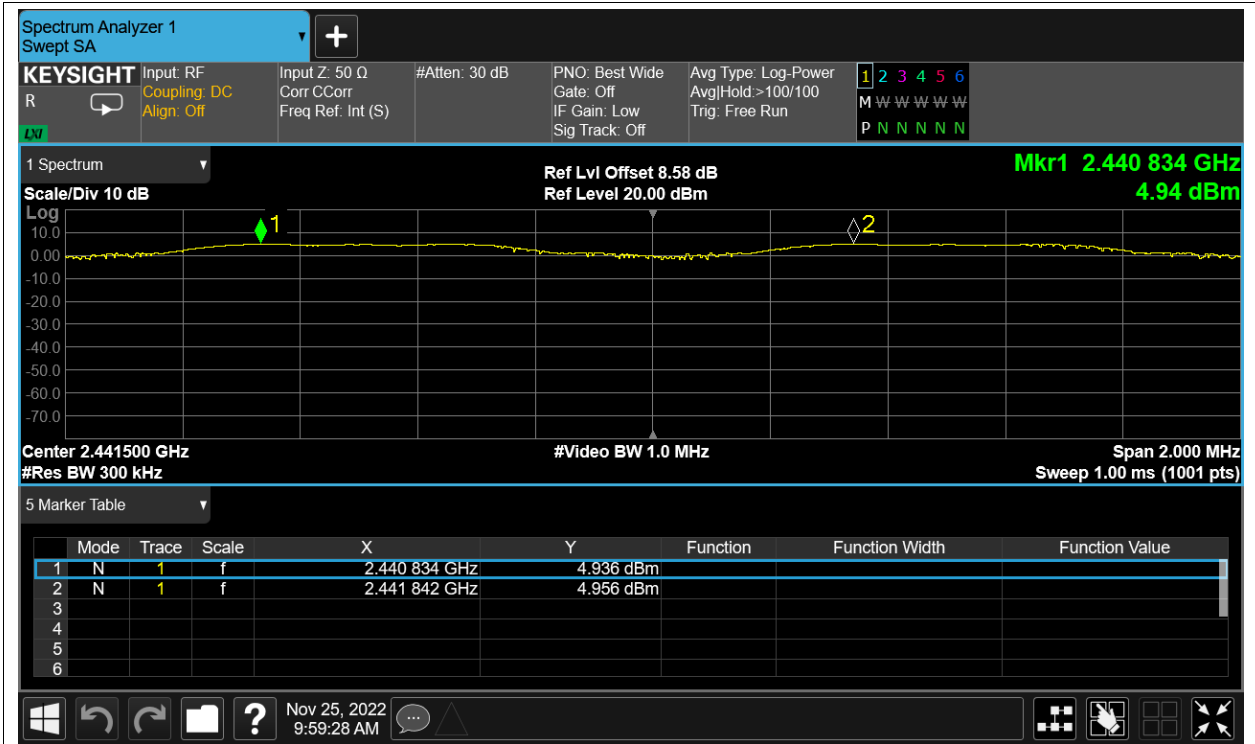 Spectrum Analyzer 1
Swept SA
+
KEYSIGHT Input: RF Input Z: 50 Ω #Atten: 30 dB PNO: Best Wide Avg Type: Log-Power 1 2 3 4 5 6
R Coupling: DC Corr CCorr Gate: Off Avg|Hold:>100/100 M W W W W W
Align: Off Freq Ref: Int (S) IF Gain: Low Trig: Free Run
LXI Sig Track: Off P N N N N N
1 Spectrum Ref Lvl Offset 8.58 dB Mkr1 2.440 834 GHz
Scale/Div 10 dB Ref Level 20.00 dBm 4.94 dBm
Log
1 2
10.0
0.00
-10.0
-20.0
-30.0
-40.0
-50.0
-60.0
-70.0
Center 2.441500 GHz #Video BW 1.0 MHz Span 2.000 MHz
#Res BW 300 kHz Sweep 1.00 ms (1001 pts)
5 Marker Table
Mode Trace Scale X Y Function Function Width Function Value
1 N 1 f 2.440 834 GHz 4.936 dBm
2 N 1 f 2.441 842 GHz 4.956 dBm
3
4
5
6
? Nov 25, 2022
9:59:28 AM